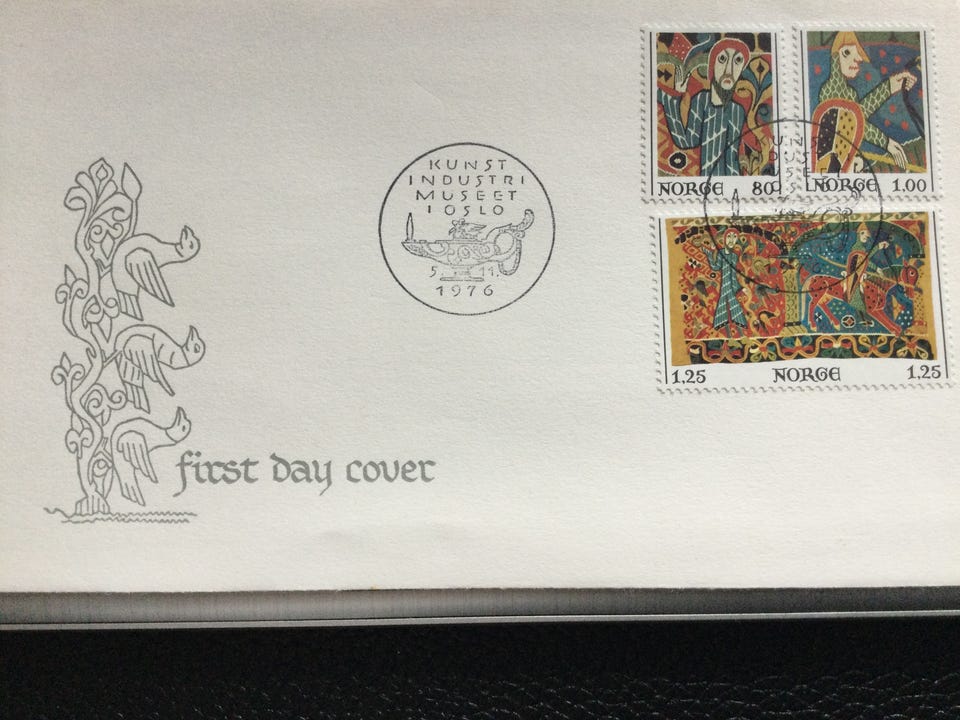 NORGE 80
NORGE 1.00
KUNST
INDUSTRI
MUSEET
I OSLO
5. 11.
1976
1,25 NORGE 1,25
first day cover